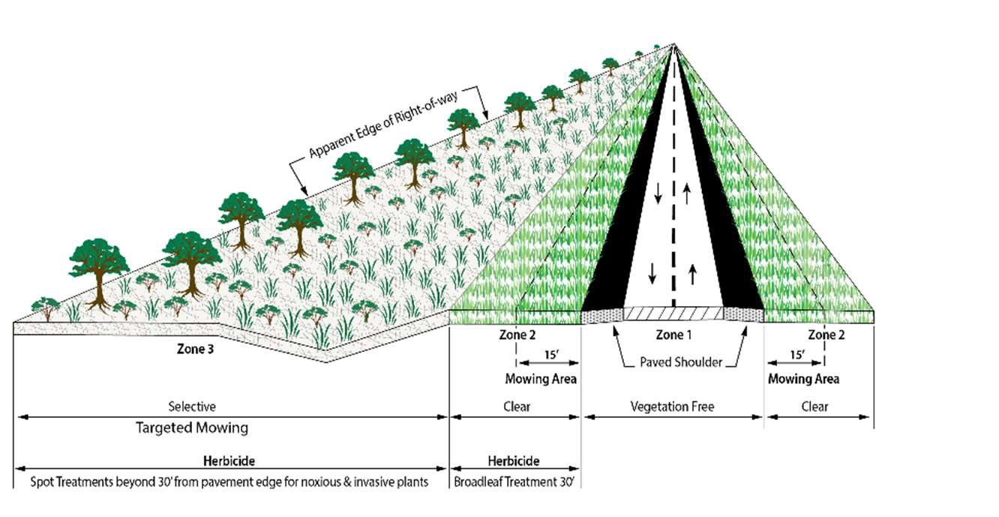 Apparent Edge of Right-of-way
Zone 3
Zone 2
Zone 1
Zone 2
15'
Paved Shoulder
15'
Mowing Area
Mowing Area
Selective
Clear
Vegetation Free
Clear
Targeted Mowing
Herbicide
Herbicide
Spot Treatments beyond 30' from pavement edge for noxious & invasive plants
Broadleaf Treatment 30'